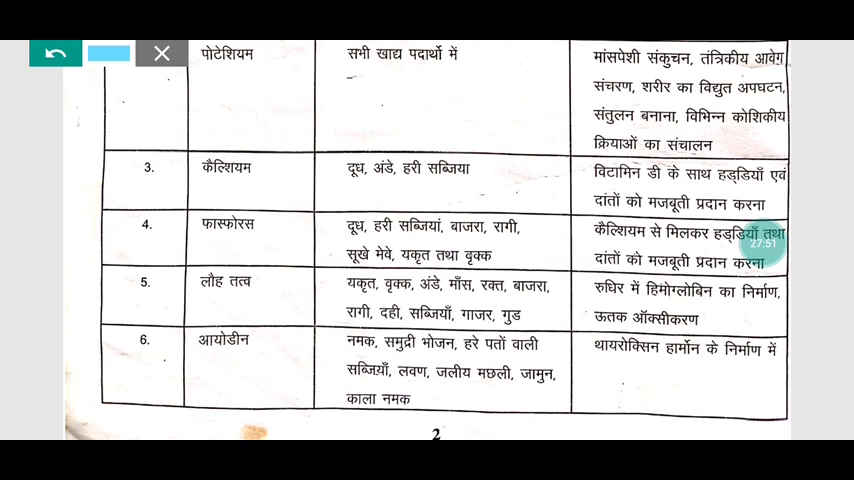 पोटेशियम सभी खाद्य पदार्थो में मांसपेशी संकुचन, तंत्रिकीय आवेग
संचरण, शरीर का विद्युत अपघटन,
संतुलन बनाना, विभिन्न कोशिकीय
क्रियाओं का संचालन
3. कैल्शियम दूध, अंडे, हरी सब्जिया विटामिन डी के साथ हड्डियाँ एवं
दांतों को मजबूती प्रदान करना
4. फास्फोरस दूध, हरी सब्जियां, बाजरा, रागी, कैल्शियम से मिलकर हड्डियाँ तथा
सूखे मेवे, यकृत तथा वृक्क दांतों को मजबूती प्रदान करना
27:51
5. लौह तत्व यकृत, वृक्क, अंडे, माँस, रक्त, बाजरा, रुधिर में हिमोग्लोबिन का निर्माण,
रागी, दही, सब्जियाँ, गाजर, गुड ऊतक ऑक्सीकरण
6. आयोडीन नमक, समुद्री भोजन, हरे पतों वाली थायरोक्सिन हार्मोन के निर्माण में
सब्जियाँ, लवण, जलीय मछली, जामुन,
काला नमक
2